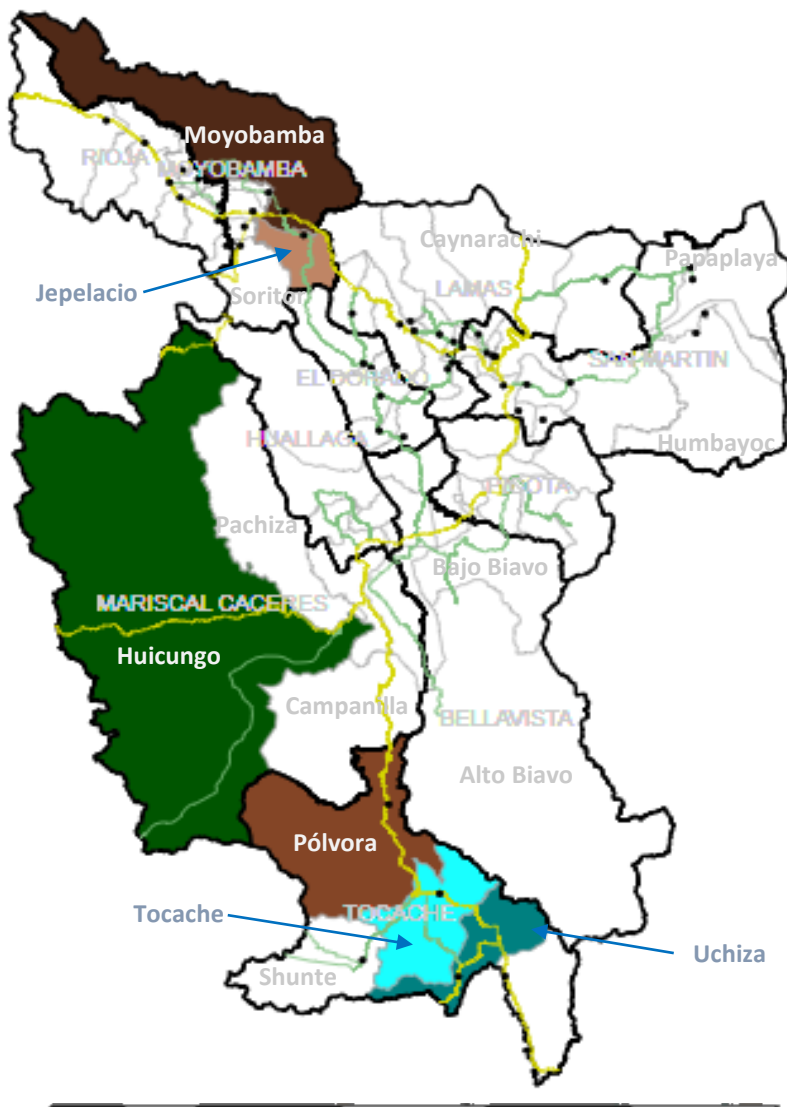 Moyobamba
RIOJA
MOYOBAMBA
Caynarachi
Papaplaya
Jepelacio
Soritor
LAMAS
SAN MARTIN
EL DORADO
HUALLAGA
Humbayoc
PICOTA
Pachiza
Bajo Biavo
MARISCAL CACERES
Huicungo
Campanilla
BELLAVISTA
Alto Biavo
Pólvora
Tocache
TOCACHE
Uchiza
Shunte